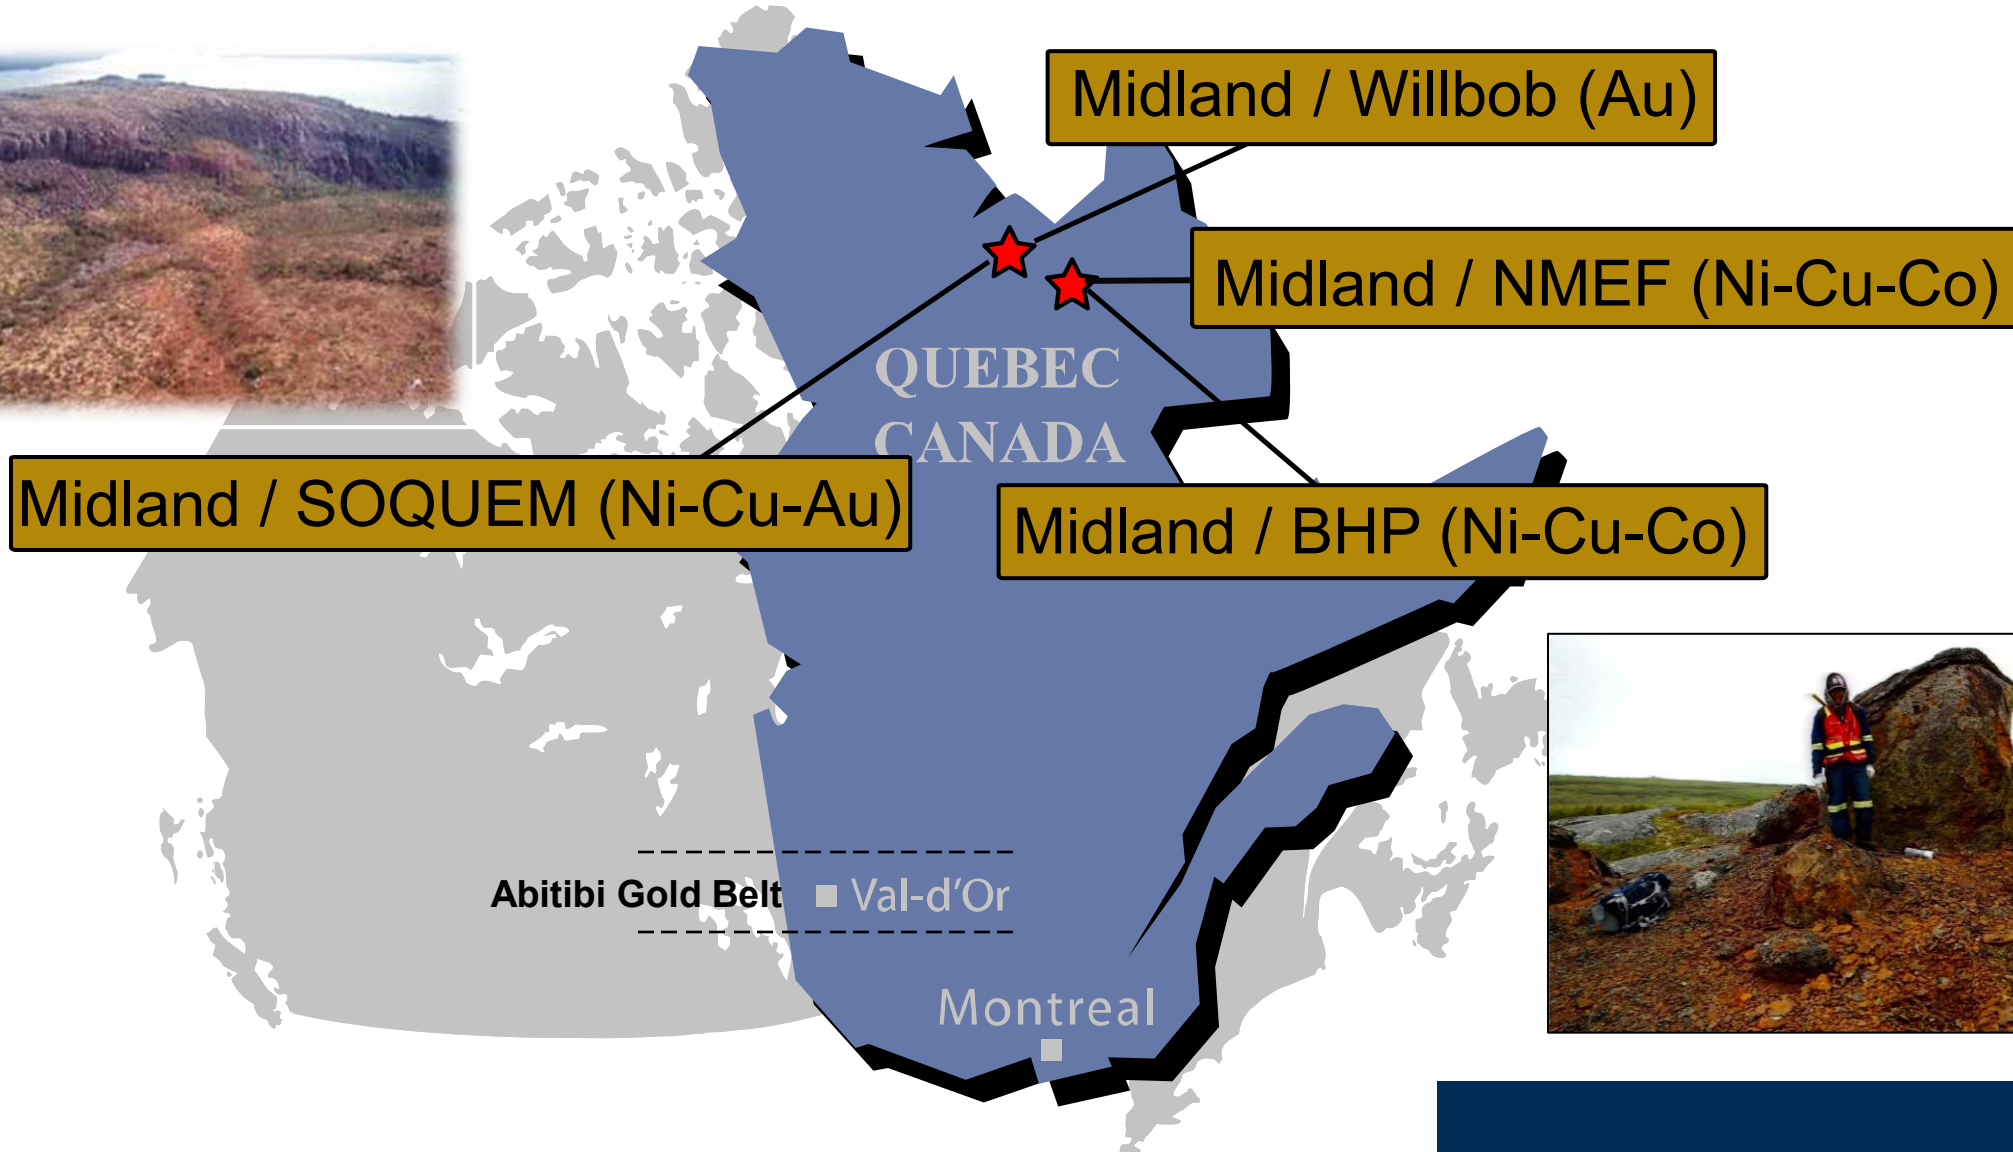 Midland / Willbob (Au)
Midland / NMEF (Ni-Cu-Co)
QUEBEC
CANADA
Midland / SOQUEM (Ni-Cu-Au)
Midland / BHP (Ni-Cu-Co)
Abitibi Gold Belt
Val-d'Or
Montreal